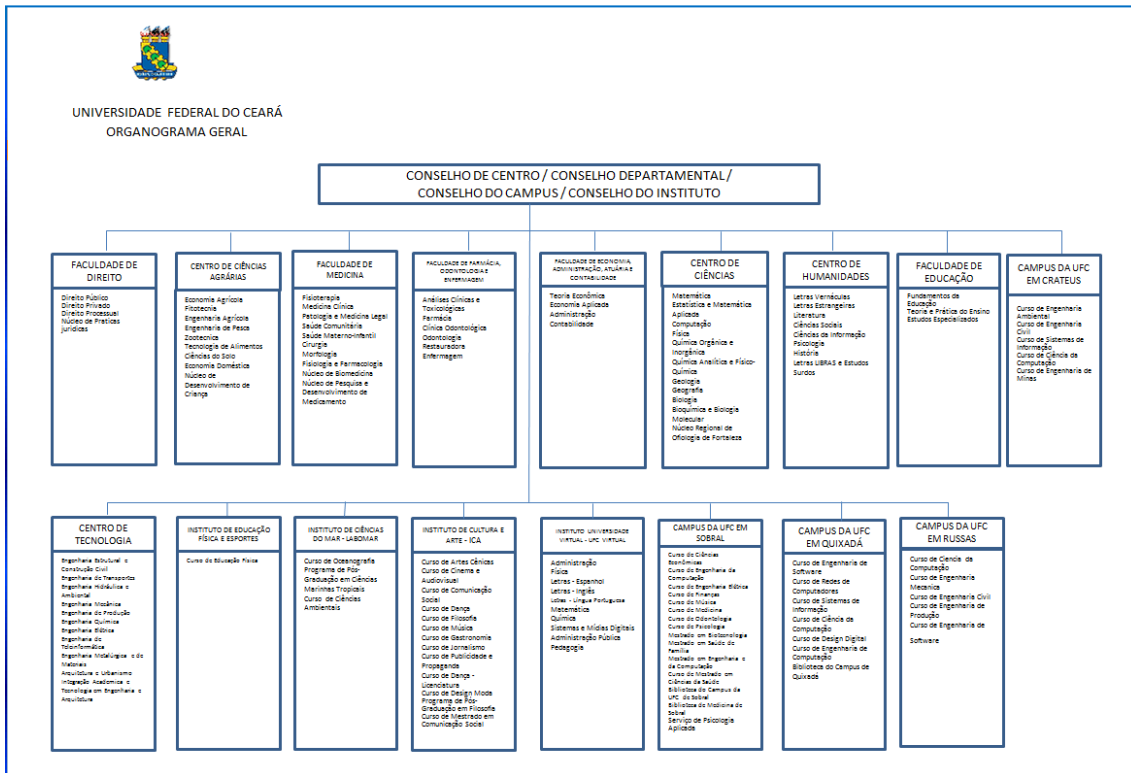 UNIVERSIDADE FEDERAL DO CEARÁ
ORGANOGRAMA GERAL
CONSELHO DE CENTRO / CONSELHO DEPARTAMENTAL /
CONSELHO DO CAMPUS / CONSELHO DO INSTITUTO
FACULDADE DE
DIREITO
Direito Público
Direito Privado
Direito Processual
Núcleo de Praticas
jurídicas
CENTRO DE CIÊNCIAS
AGRÁRIAS
Economia Agrícola
Fitotecnia
Engenharia Agrícola
Engenharia de Pesca
Zootecnica
Tecnologia de Alimentos
Ciências do Solo
Economia Doméstica
Núcleo de
Desenvolvimento de
Criança
FACULDADE DE
MEDICINA
Fisioterapia
Medicina Clínica
Patologia e Medicina Legal
Saúde Comunitária
Saúde Materno-Infantil
Cirurgia
Morfologia
Fisiologia e Farmacologia
Núcleo de Biomedicina
Núcleo de Pesquisa e
Desenvolvimento de
Medicamento
FACULDADE DE FARMÁCIA,
ODONTOLOGIA E
ENFERMAGEM
Análises Clínicas e
Toxicológicas
Farmácia
Clínica Odontológica
Odontologia
Restauradora
Enfermagem
FACULDADE DE ECONOMIA,
ADMINISTRAÇÃO, ATUÁRIA E
CONTABILIDADE
Teoria Econômica
Economia Aplicada
Administração
Contabilidade
CENTRO DE
CIÊNCIAS
Matemática
Estatística e Matemática
Aplicada
Computação
Física
Química Orgânica e
Inorgânica
Química Analítica e Físico-
Química
Geologia
Geografia
Biologia
Bioquímica e Biologia
Molecular
Núcleo Regional de
Ofiologia de Fortaleza
CENTRO DE
HUMANIDADES
Letras Vernáculas
Letras Estrangeiras
Literatura
Ciências Sociais
Ciências da Informação
Psicologia
História
Letras LIBRAS e Estudos
Surdos
FACULDADE DE
EDUCAÇÃO
Fundamentos da
Educação
Teoria e Prática do Ensino
Estudos Especializados
CAMPUS DA UFC
EM CRATEUS
Curso de Engenharia
Ambiental
Curso de Engenharia
Civil
Curso de Sistemas de
Informação
Curso de Ciência da
Computação
Curso de Engenharia de
Minas
CENTRO DE
TECNOLOGIA
Engenharia Estrutural e
Construção Civil
Engenharia de Transportes
Engenharia Hidráulica e
Ambiental
Engenharia Mecânica
Engenharia de Produção
Engenharia Química
Engenharia Elétrica
Engenharia de
Teleinformática
Engenharia Metalúrgica e de
Materiais
Arquitetura e Urbanismo
Integração Academica e
Tecnologia em Engenharia e
Arquitetura
INSTITUTO DE EDUCAÇÃO
FÍSICA E ESPORTES
Curso de Educação Física
INSTITUTO DE CIÊNCIAS
DO MAR - LABOMAR
Curso de Oceanografia
Programa de Pós-
Graduação em Ciências
Marinhas Tropicais
Curso de Ciências
Ambientais
INSTITUTO DE CULTURA E
ARTE - ICA
Curso de Artes Cênicas
Curso de Cinema e
Audiovisual
Curso de Comunicação
Social
Curso de Dança
Curso de Filosofia
Curso de Música
Curso de Gastronomia
Curso de Jornalismo
Curso de Publicidade e
Propaganda
Curso de Dança -
Licenciatura
Curso de Design Moda
Programa de Pós-
Graduação em Filosofia
Curso de Mestrado em
Comunicação Social
INSTITUTO UNIVERSIDADE
VIRTUAL - UFC VIRTUAL
Administração
Física
Letras - Espanhol
Letras - Inglês
Letras - Língua Portuguesa
Matemática
Química
Sistemas e Mídias Digitais
Administração Pública
Pedagogia
CAMPUS DA UFC EM
SOBRAL
Curso de Ciências
Econômicas
Curso de Engenharia da
Computação
Curso de Engenharia Elétrica
Curso de Finanças
Curso de Música
Curso de Medicina
Curso de Odontologia
Curso de Psicologia
Mestrado em Biotecnologia
Mestrado em Saúde de
Família
Mestrado em Engenharia e
da Computação
Curso de Mestrado em
Ciências da Saúde
Biblioteca do Campus da
UFC de Sobral
Biblioteca de Medicina de
Sobral
Serviço de Psicologia
Aplicada
CAMPUS DA UFC
EM QUIXADÁ
Curso de Engenharia de
Software
Curso de Redes de
Computadores
Curso de Sistemas de
Informação
Curso de Ciência da
Computação
Curso de Design Digital
Curso de Engenharia de
Computação
Biblioteca do Campus de
Quixadá
CAMPUS DA UFC
EM RUSSAS
Curso de Ciencia da
Computação
Curso de Engenharia
Mecanica
Curso de Engenharia Civil
Curso de Engenharia de
Produção
Curso de Engenharia de
Software